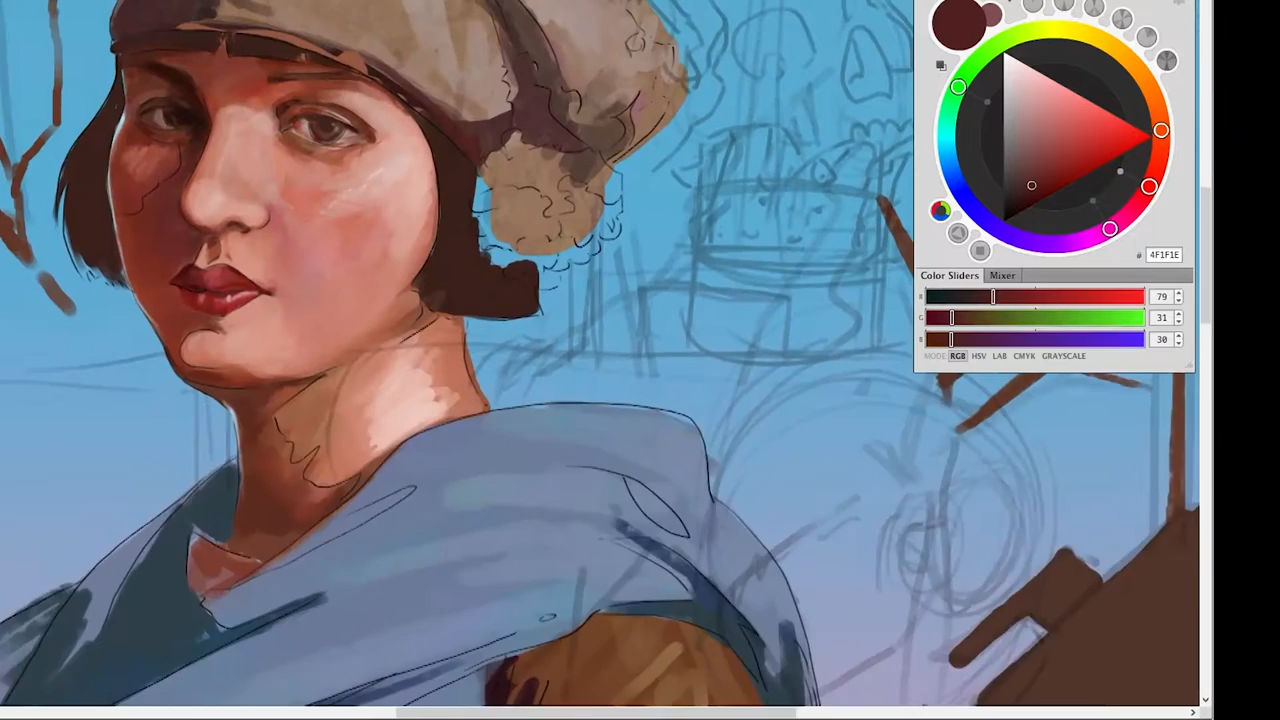 # 4F1F1E
Color Sliders Mixer
R 79
G 31
B 30
MODE RGB HSV LAB CMYK GRAYSCALE